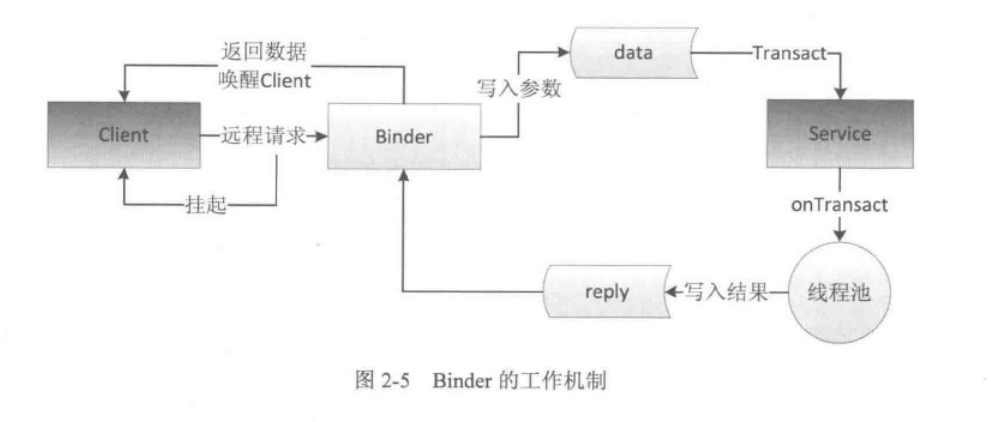 返回数据
唤醒Client
data
Transact
写入参数
Client
远程请求
Binder
Service
挂起
onTransact
reply
写入结果
线程池
图 2-5 Binder 的工作机制